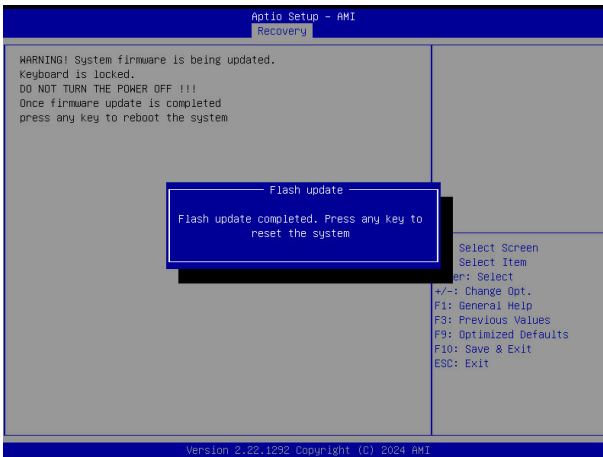 Aptio Setup - AMI
Recovery
WARNING! System firmware is being updated.
Keyboard is locked.
DO NOT TURN THE POWER OFF !!!
Once firmware update is completed
press any key to reboot the system
Flash update
Flash update completed. Press any key to
reset the system
Select Screen
Select Item
er: Select
+/-: Change Opt.
F1: General Help
F3: Previous Values
F9: Optimized Defaults
F10: Save & Exit
ESC: Exit
Version 2.22.1292 Copyright (C) 2024 AMI